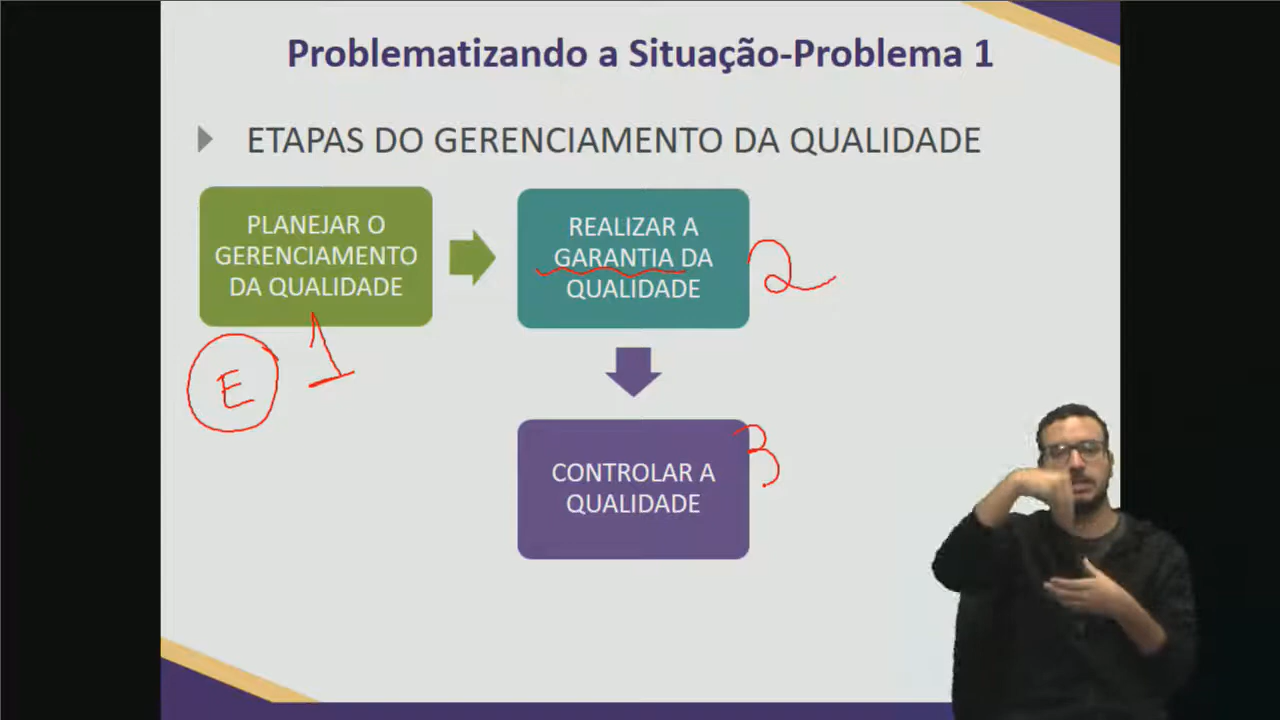 Problematizando a Situação-Problema 1
ETAPAS DO GERENCIAMENTO DA QUALIDADE
PLANEJAR O
GERENCIAMENTO
DA QUALIDADE
REALIZAR A
GARANTIA DA
QUALIDADE
2
E
1
CONTROLAR A
QUALIDADE
3